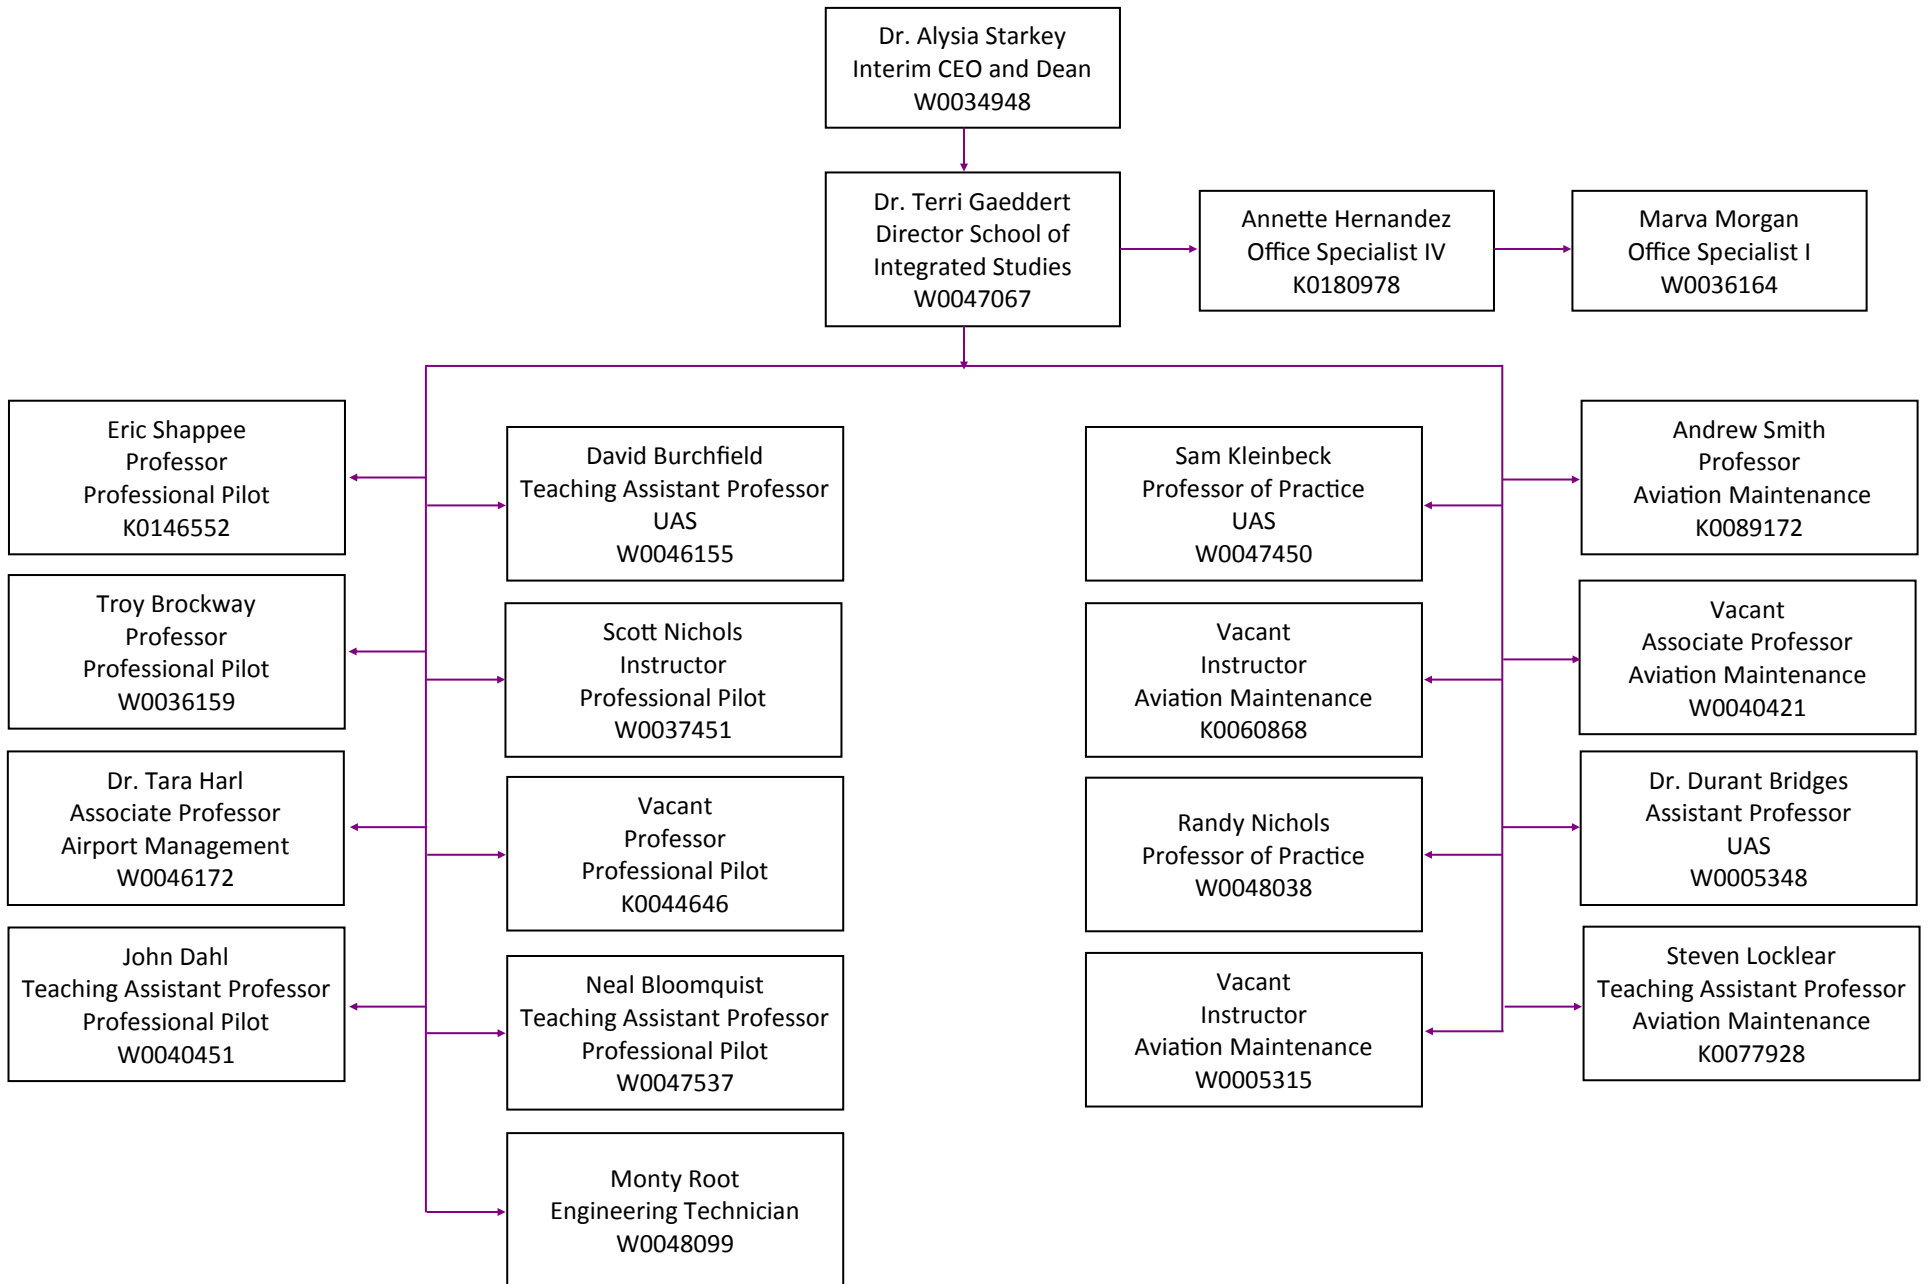 Dr. Alysia Starkey
Interim CEO and Dean
W0034948
Dr. Terri Gaeddert
Director School of
Integrated Studies
W0047067
Annette Hernandez
Office Specialist IV
K0180978
Marva Morgan
Office Specialist I
W0036164
Eric Shappee
Professor
Professional Pilot
K0146552
Troy Brockway
Professor
Professional Pilot
W0036159
Dr. Tara Harl
Associate Professor
Airport Management
W0046172
John Dahl
Teaching Assistant Professor
Professional Pilot
W0040451
David Burchfield
Teaching Assistant Professor
UAS
W0046155
Scott Nichols
Instructor
Professional Pilot
W0037451
Vacant
Professor
Professional Pilot
K0044646
Neal Bloomquist
Teaching Assistant Professor
Professional Pilot
W0047537
Monty Root
Engineering Technician
W0048099
Sam Kleinbeck
Professor of Practice
UAS
W0047450
Vacant
Instructor
Aviation Maintenance
K0060868
Randy Nichols
Professor of Practice
W0048038
Vacant
Instructor
Aviation Maintenance
W0005315
Andrew Smith
Professor
Aviation Maintenance
K0089172
Vacant
Associate Professor
Aviation Maintenance
W0040421
Dr. Durant Bridges
Assistant Professor
UAS
W0005348
Steven Locklear
Teaching Assistant Professor
Aviation Maintenance
K0077928